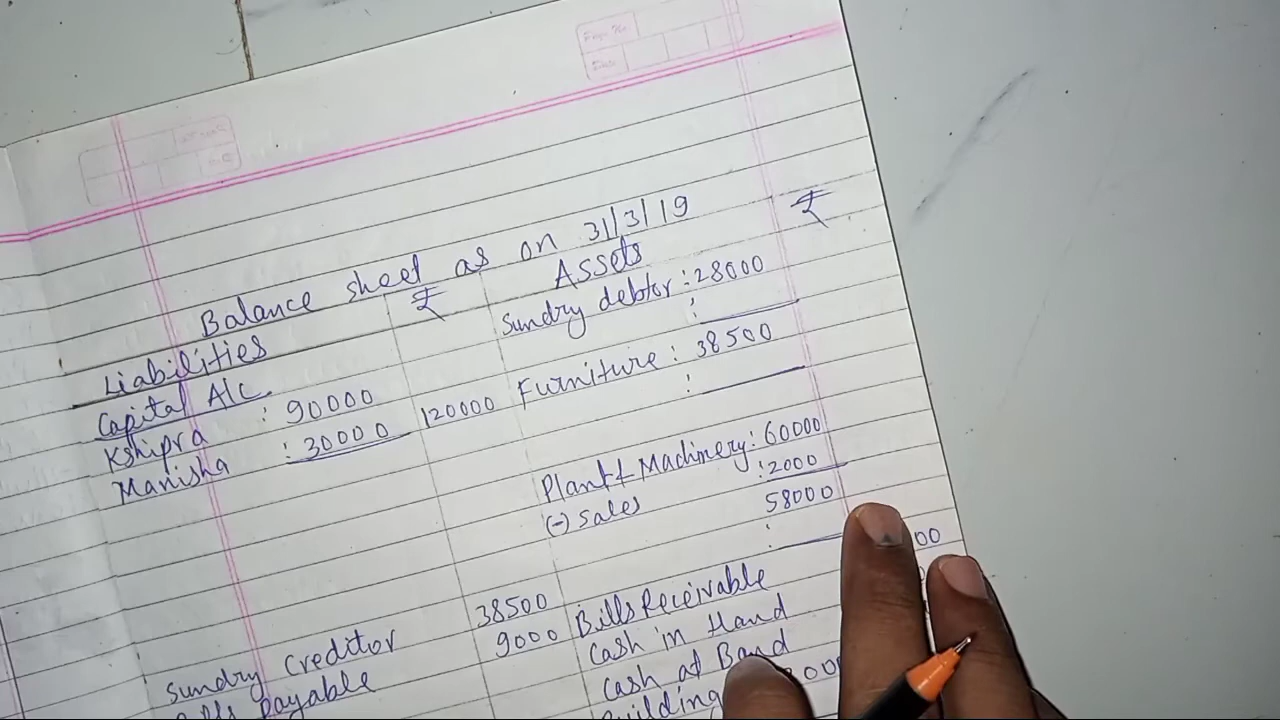 Balance sheet as on 31/3/19
Liabilities ₹ Assets ₹
Capital A/c Sundry debtor : 28000
Kshipra : 90000 :
Manisha : 30000 120000 Furniture : 38500
:
Plant & Machinery : 60000
(-) Sales : 2000
58000
:
Sundry Creditor 38500 Bills Receivable 00
Payable 9000 Cash in Hand
Cash at Band
Building